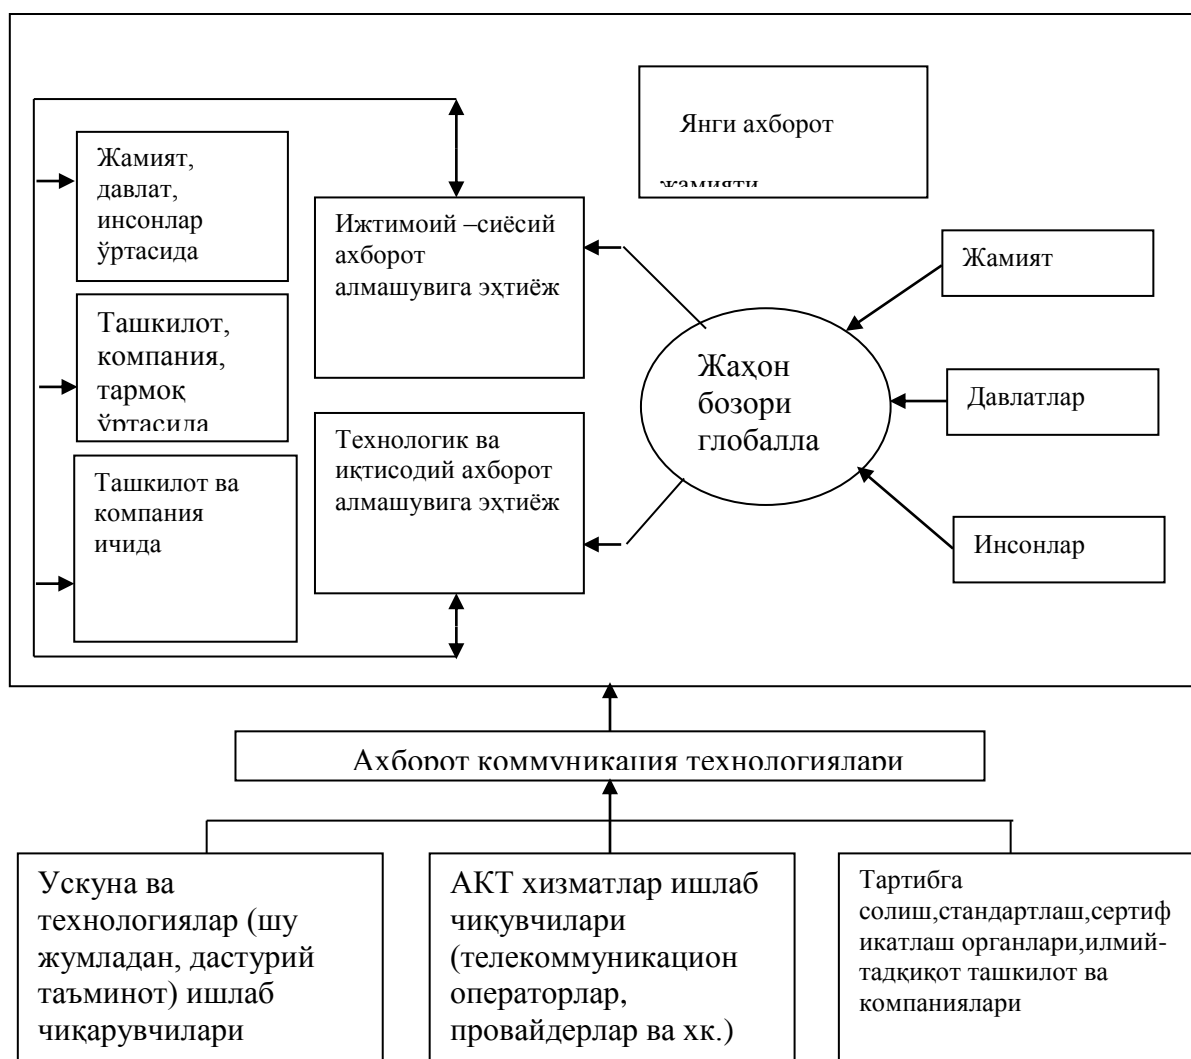 Янги ахборот
жамияти
Жамият,
давлат,
инсонлар
ўртасида
Ижтимоий –сиёсий
ахборот
алмашувига эҳтиёж
Жамият
Ташкилот,
компания,
тармоқ
ўртасида
Жаҳон
бозори
глобалла
Давлатлар
Технологик ва
иқтисодий ахборот
алмашувига эҳтиёж
Ташкилот ва
компания
ичида
Инсонлар
Ахборот коммуникация технологиялари
Ускуна ва
технологиялар (шу
жумладан, дастурий
таъминот) ишлаб
чиқарувчилари
АКТ хизматлар ишлаб
чиқувчилари
(телекоммуникацион
операторлар,
провайдерлар ва хк.)
Тартибга
солиш,стандартлаш,сертиф
икатлаш органлари,илмий-
тадқиқот ташкилот ва
компаниялари